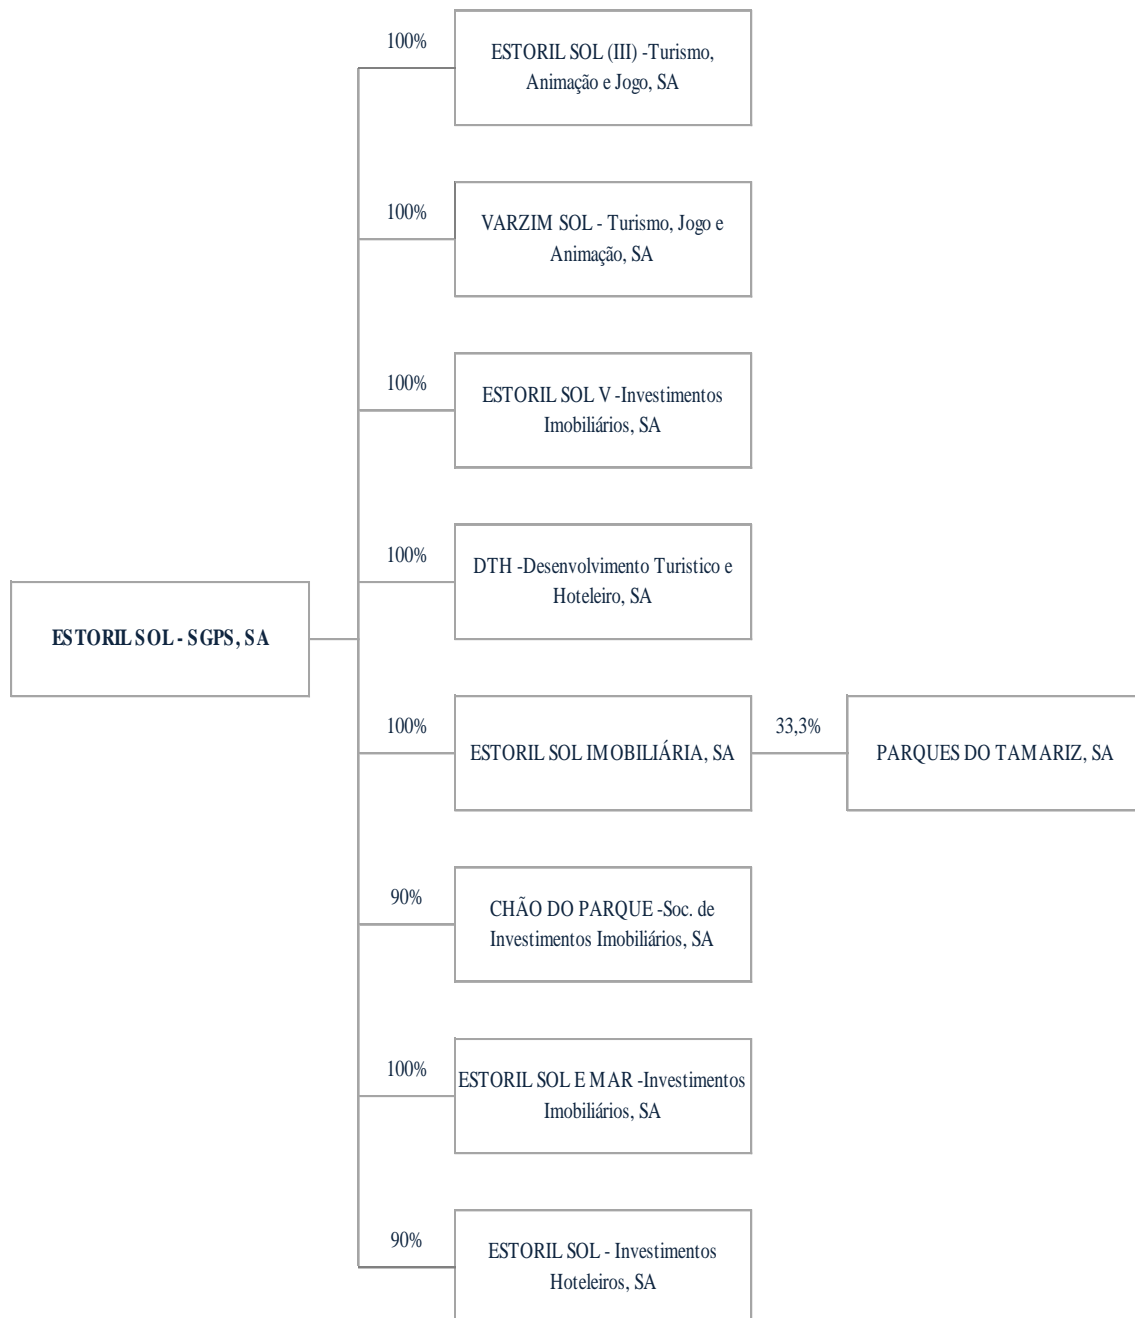 100%
ESTORIL SOL (III) -Turismo,
Animação e Jogo, SA
100%
VARZIM SOL - Turismo, Jogo e
Animação, SA
100%
ESTORIL SOL V -Investimentos
Imobiliários, SA
100%
DTH -Desenvolvimento Turistico e
Hoteleiro, SA
ESTORIL SOL - SGPS, SA
100%
ESTORIL SOL IMOBILIÁRIA, SA
33,3%
PARQUES DO TAMARIZ, SA
90%
CHÃO DO PARQUE -Soc. de
Investimentos Imobiliários, SA
100%
ESTORIL SOL E MAR -Investimentos
Imobiliários, SA
90%
ESTORIL SOL - Investimentos
Hoteleiros, SA